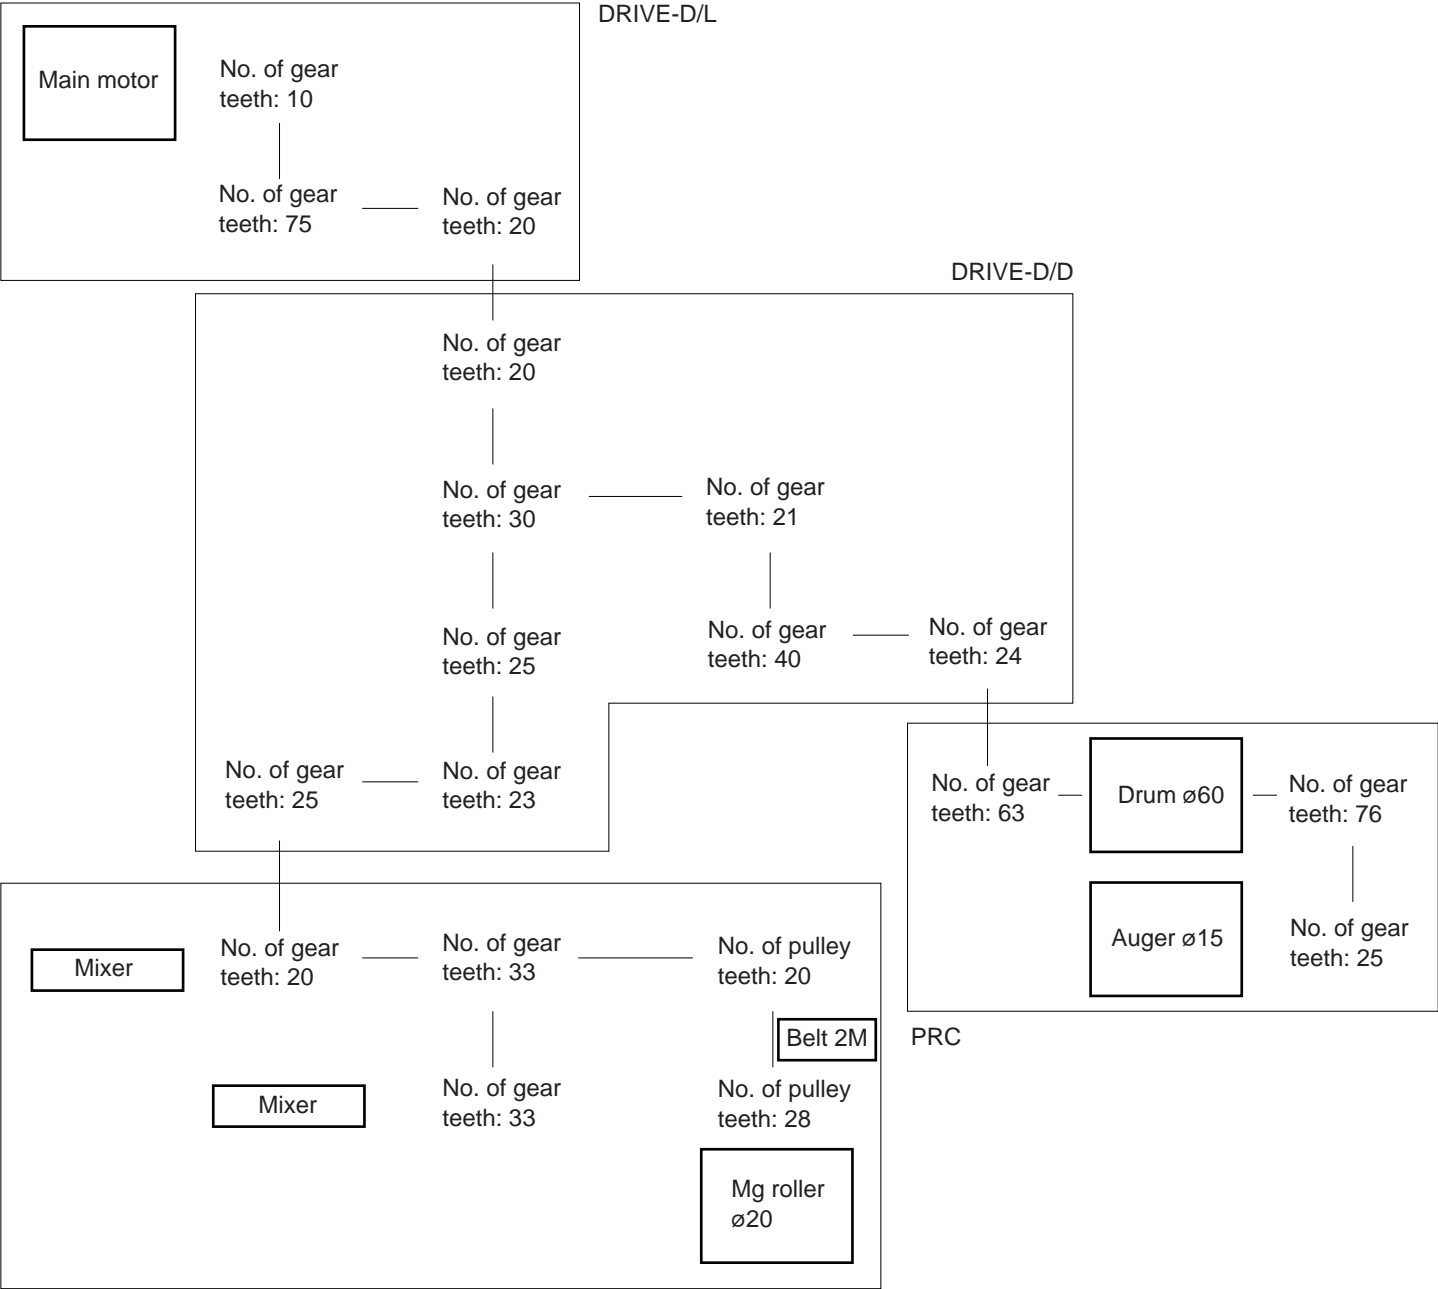 DRIVE-D/L
Main motor
No. of gear
teeth: 10
No. of gear
teeth: 75
No. of gear
teeth: 20
DRIVE-D/D
No. of gear
teeth: 20
No. of gear
teeth: 30
No. of gear
teeth: 21
No. of gear
teeth: 25
No. of gear
teeth: 40
No. of gear
teeth: 24
No. of gear
teeth: 25
No. of gear
teeth: 23
No. of gear
teeth: 63
Drum ø60
No. of gear
teeth: 76
Auger ø15
No. of gear
teeth: 25
PRC
Mixer
No. of gear
teeth: 20
No. of gear
teeth: 33
No. of pulley
teeth: 20
Belt 2M
Mixer
No. of gear
teeth: 33
No. of pulley
teeth: 28
Mg roller
ø20